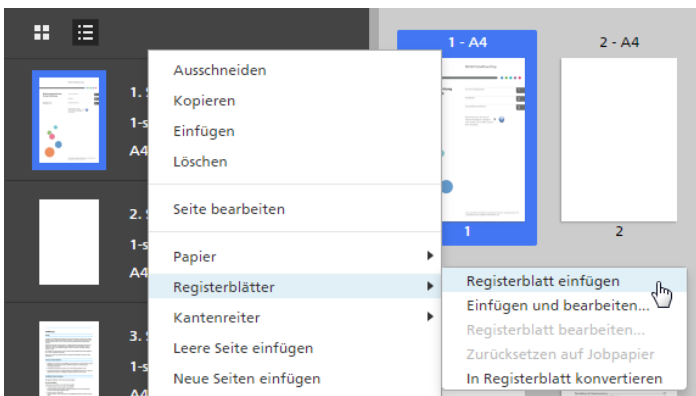 1 - A4
2 - A4
1. S
1-s
A4
2. S
1-s
A4
3. S
1-s
A4
Ausschneiden
Kopieren
Einfügen
Löschen
Seite bearbeiten
Papier
Registerblätter
Kantenreiter
Leere Seite einfügen
Neue Seiten einfügen
1
2
Registerblatt einfügen
Einfügen und bearbeiten...
Registerblatt bearbeiten...
Zurücksetzen auf Jobpapier
In Registerblatt konvertieren